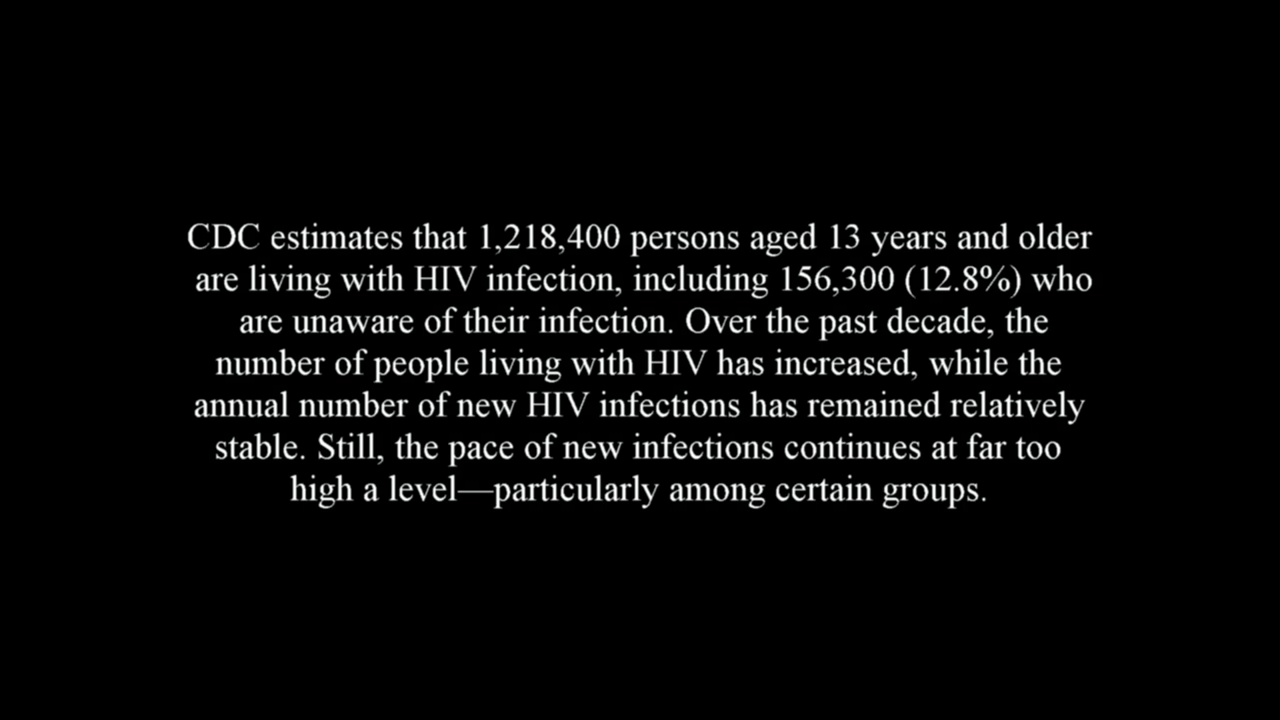 CDC estimates that 1,218,400 persons aged 13 years and older
are living with HIV infection, including 156,300 (12.8%) who
are unaware of their infection. Over the past decade, the
number of people living with HIV has increased, while the
annual number of new HIV infections has remained relatively
stable. Still, the pace of new infections continues at far too
high a level—particularly among certain groups.